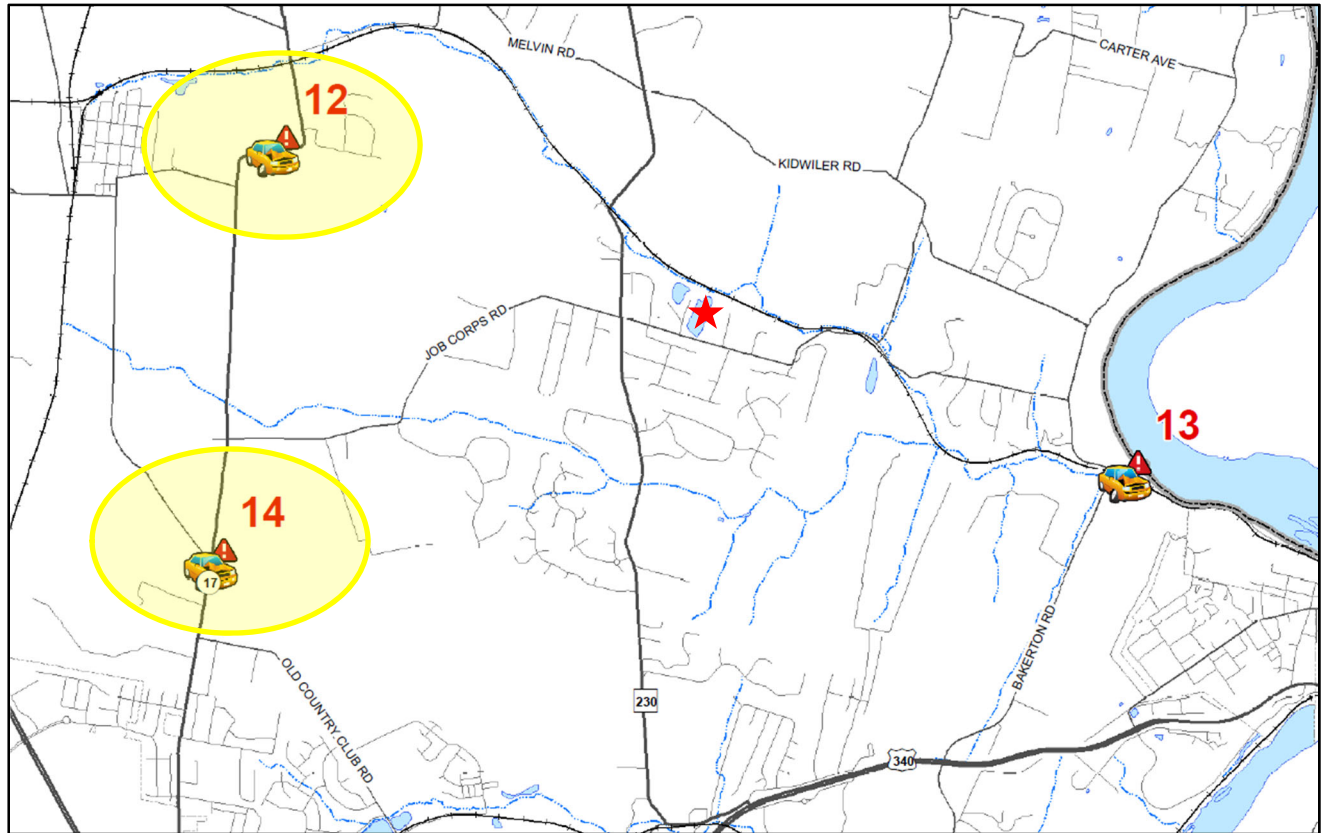 MELVIN RD
CARTER AVE
12
KIDWILER RD
JOB CORPS RD
13
14
17
BAKERTON RD
OLD COUNTRY CLUB RD
230
340